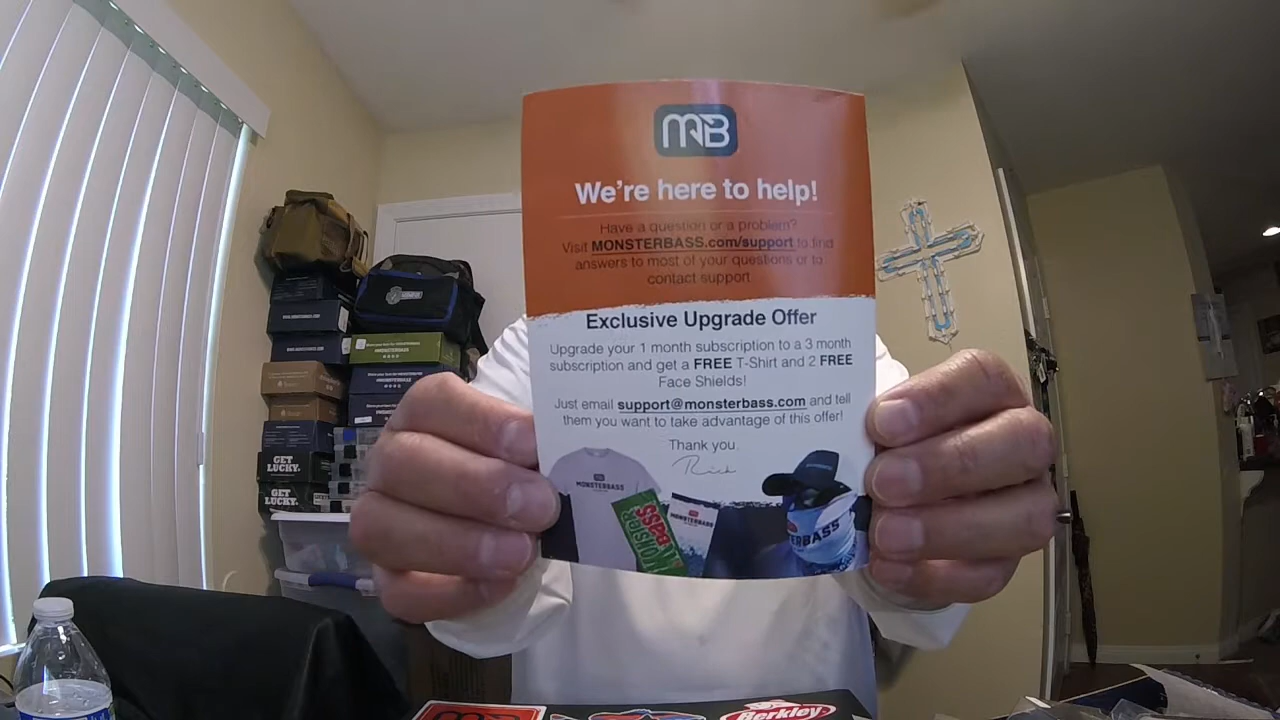 MB
We're here to help!
Have a question or a problem?
Visit MONSTERBASS.com/support to find
answers to most of your questions or to
contact support
Exclusive Upgrade Offer
Upgrade your 1 month subscription to a 3 month
subscription and get a FREE T-Shirt and 2 FREE
Face Shields!
Just email support@monsterbass.com and tell
them you want to take advantage of this offer!
Thank you
Rick
MONSTERBASS
MONSTER
BASS
MONSTERBASS
GET
LUCKY.
GET
LUCKY.
Berkley